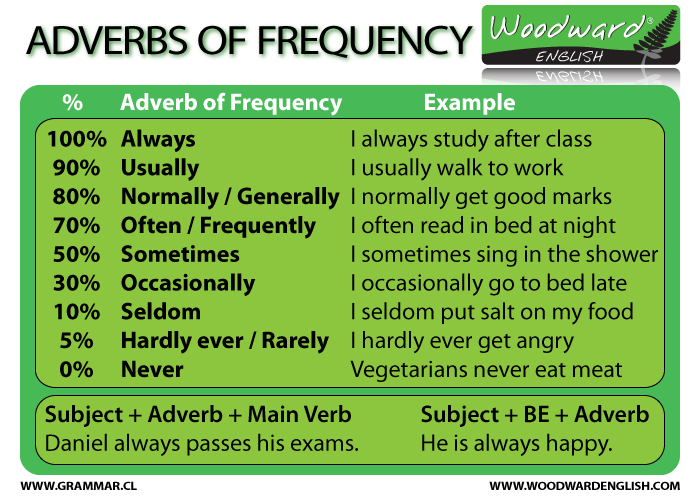 ADVERBS OF FREQUENCY
Woodward®
ENGLISH
% Adverb of Frequency Example
100% Always I always study after class
90% Usually I usually walk to work
80% Normally / Generally I normally get good marks
70% Often / Frequently I often read in bed at night
50% Sometimes I sometimes sing in the shower
30% Occasionally I occasionally go to bed late
10% Seldom I seldom put salt on my food
5% Hardly ever / Rarely I hardly ever get angry
0% Never Vegetarians never eat meat
Subject + Adverb + Main Verb Subject + BE + Adverb
Daniel always passes his exams. He is always happy.
WWW.GRAMMAR.CL WWW.WOODWARDENGLISH.COM